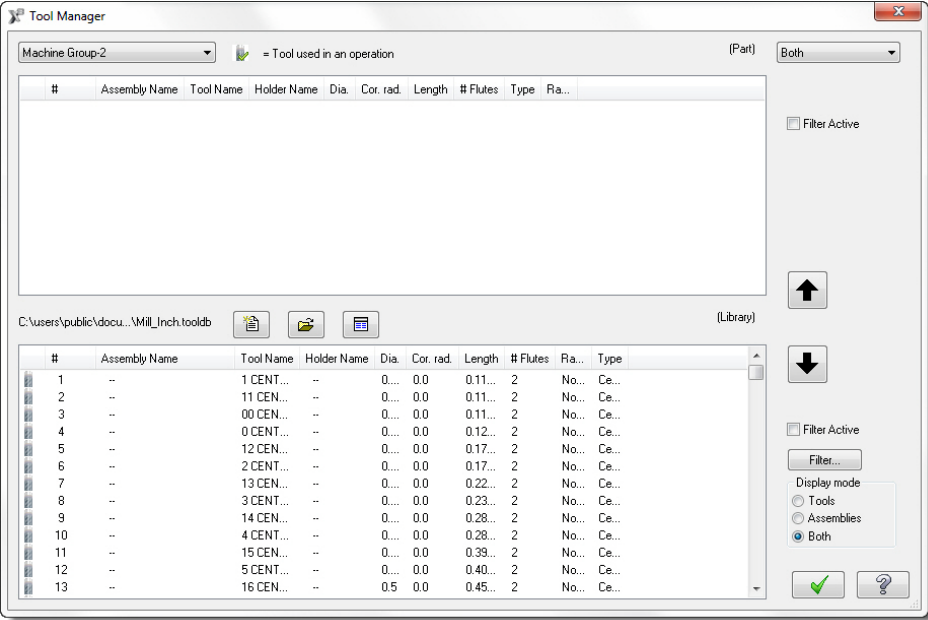 Tool Manager
Machine Group-2 = Tool used in an operation (Part) Both
# Assembly Name Tool Name Holder Name Dia. Cor. rad. Length # Flutes Type Ra...
Filter Active
C:\users\public\docu...\Mill_Inch.tooldb (Library)
# Assembly Name Tool Name Holder Name Dia. Cor. rad. Length # Flutes Ra... Type
1 -- 1 CENT... -- 0.... 0.0 0.11... 2 No... Ce...
2 -- 11 CEN... -- 0.... 0.0 0.11... 2 No... Ce...
3 -- 00 CEN... -- 0.... 0.0 0.11... 2 No... Ce...
4 -- 0 CENT... -- 0.... 0.0 0.12... 2 No... Ce...
5 -- 12 CEN... -- 0.... 0.0 0.17... 2 No... Ce...
6 -- 2 CENT... -- 0.... 0.0 0.17... 2 No... Ce...
7 -- 13 CEN... -- 0.... 0.0 0.22... 2 No... Ce...
8 -- 3 CENT... -- 0.... 0.0 0.23... 2 No... Ce...
9 -- 14 CEN... -- 0.... 0.0 0.28... 2 No... Ce...
10 -- 4 CENT... -- 0.... 0.0 0.28... 2 No... Ce...
11 -- 15 CEN... -- 0.... 0.0 0.39... 2 No... Ce...
12 -- 5 CENT... -- 0.... 0.0 0.40... 2 No... Ce...
13 -- 16 CEN... -- 0.5 0.0 0.45... 2 No... Ce...
Filter Active
Filter...
Display mode
Tools
Assemblies
Both